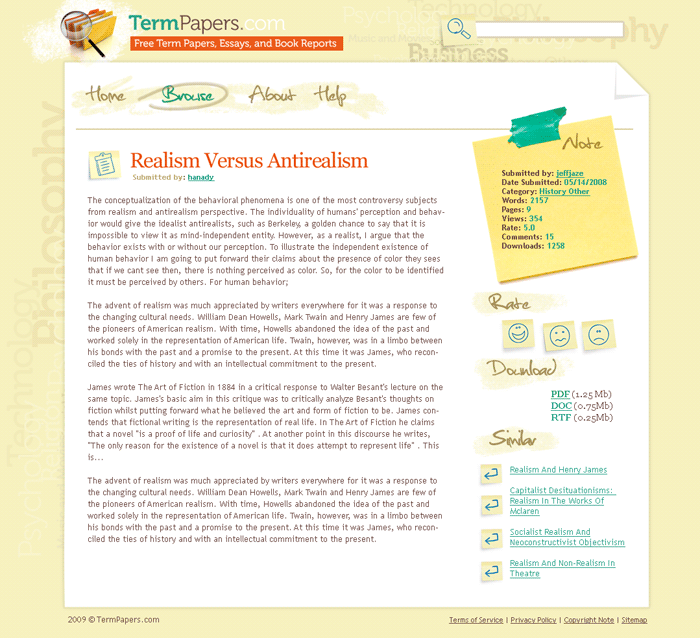 TermPapers.com
Free Term Papers, Essays, and Book Reports
Psychology
Technology
Philosophy
Music and Movies
Business
Home
Browse
About
Help
Realism Versus Antirealism
Submitted by: hanady
The conceptualization of the behavioral phenomena is one of the most controversy subjects
from realism and antirealism perspective. The individuality of humans' perception and behav-
ior would give the idealist antirealists, such as Berkeley, a golden chance to say that it is
impossible to view it as mind-independent entity. However, as a realist, I argue that the
behavior exists with or without our perception. To illustrate the independent existence of
human behavior I am going to put forward their claims about the presence of color they sees
that if we cant see then, there is nothing perceived as color. So, for the color to be identified
it must be perceived by others. For human behavior;
The advent of realism was much appreciated by writers everywhere for it was a response to
the changing cultural needs. William Dean Howells, Mark Twain and Henry James are few of
the pioneers of American realism. With time, Howells abandoned the idea of the past and
worked solely in the representation of American life. Twain, however, was in a limbo between
his bonds with the past and a promise to the present. At this time it was James, who recon-
ciled the ties of history and with an intellectual commitment to the present.
James wrote The Art of Fiction in 1884 in a critical response to Walter Besant's lecture on the
same topic. James's basic aim in this critique was to critically analyze Besant's thoughts on
fiction whilst putting forward what he believed the art and form of fiction to be. James con-
tends that fictional writing is the representation of real life. In The Art of Fiction he claims
that a novel "is a proof of life and curiosity" . At another point in this discourse he writes,
"The only reason for the existence of a novel is that it does attempt to represent life" . This
is...
The advent of realism was much appreciated by writers everywhere for it was a response to
the changing cultural needs. William Dean Howells, Mark Twain and Henry James are few of
the pioneers of American realism. With time, Howells abandoned the idea of the past and
worked solely in the representation of American life. Twain, however, was in a limbo between
his bonds with the past and a promise to the present. At this time it was James, who recon-
ciled the ties of history and with an intellectual commitment to the present.
Note
Submitted by: jeffjaze
Date Submitted: 05/14/2008
Category: History Other
Words: 2157
Pages: 9
Views: 354
Rate: 5.0
Comments: 15
Downloads: 1258
Rate
Download
PDF (1.25 Mb)
DOC (0.75Mb)
RTF (0.25Mb)
Similar
Realism And Henry James
Capitalist Desituationisms:
Realism In The Works Of
Mclaren
Socialist Realism And
Neoconstructivist Objectivism
Realism And Non-Realism In
Theatre
Philosophy
Technology
Psychology
2009 © TermPapers.com
Terms of Service | Privacy Policy | Copyright Note | Sitemap